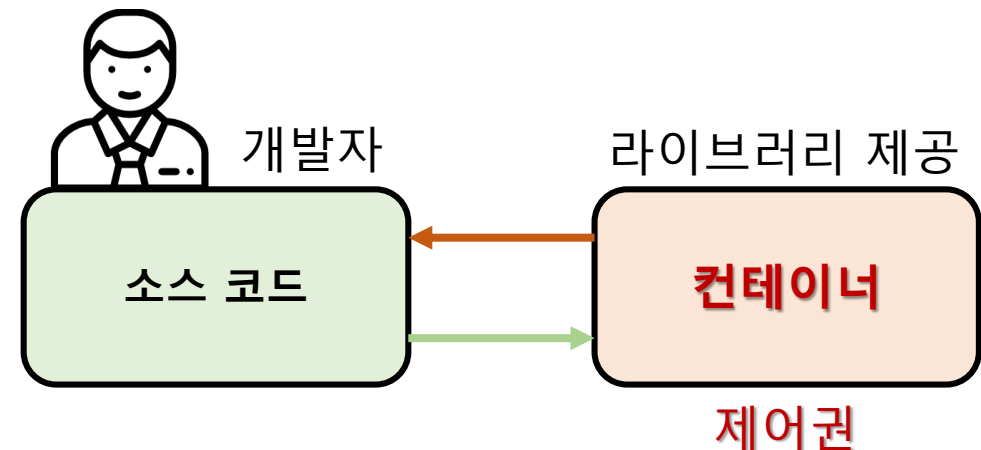 개발자
라이브러리 제공
소스 코드
컨테이너
제어권